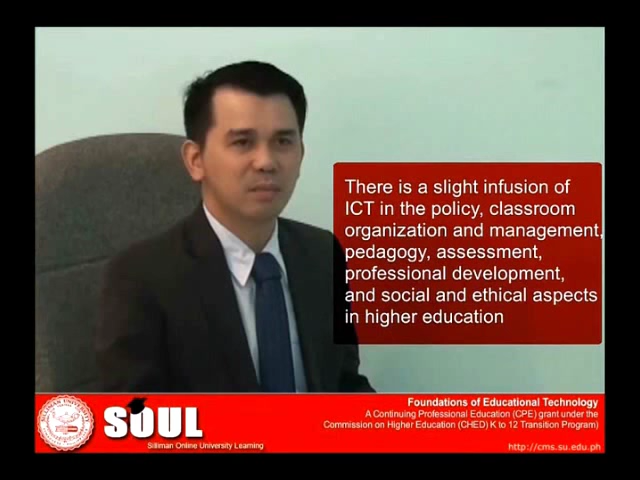 There is a slight infusion of
ICT in the policy, classroom
organization and management,
pedagogy, assessment,
professional development,
and social and ethical aspects
in higher education
SOUL
Silliman Online University Learning
Foundations of Educational Technology
A Continuing Professional Education (CPE) grant under the
Commission on Higher Education (CHED) K to 12 Transition Program)
http://cms.su.edu.ph